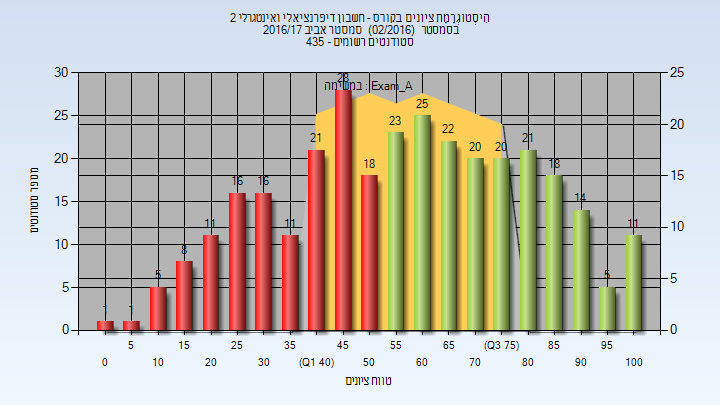 היסטוגרמת ציונים בקורס - חשבון דיפרנציאלי ואינטגרלי 2
בסמסטר (02/2016) סמסטר אביב 2016/17
סטודנטים רשומים - 435
במשימה : Exam_A
30
25
20
15
10
5
0
25
20
15
10
5
0
מספר סטודנטים
1 1 5 8 11 16 16 11 21 28 18 23 25 22 20 20 21 18 14 5 11
5 15 25 35 45 55 65 (Q3 75) 85 95
0 10 20 30 (Q1 40) 50 60 70 80 90 100
טווח ציונים